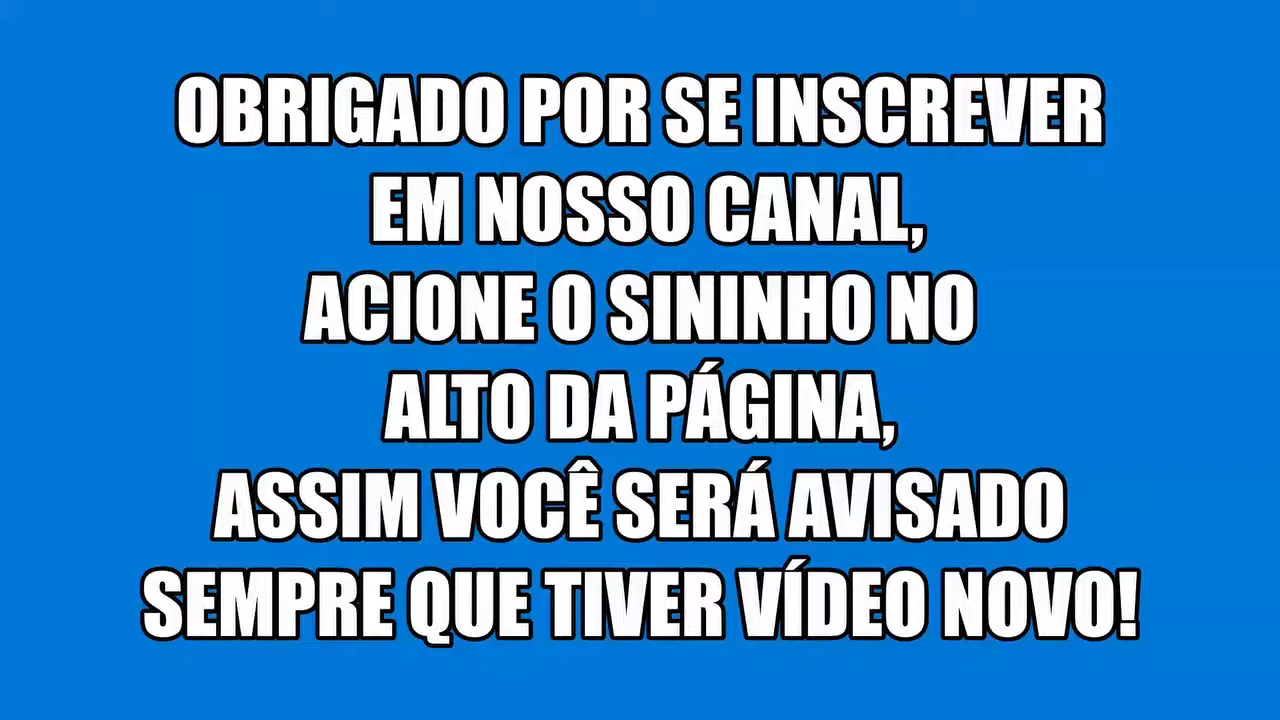 OBRIGADO POR SE INSCREVER
EM NOSSO CANAL,
ACIONE O SININHO NO
ALTO DA PÁGINA,
ASSIM VOCÊ SERÁ AVISADO
SEMPRE QUE TIVER VÍDEO NOVO!